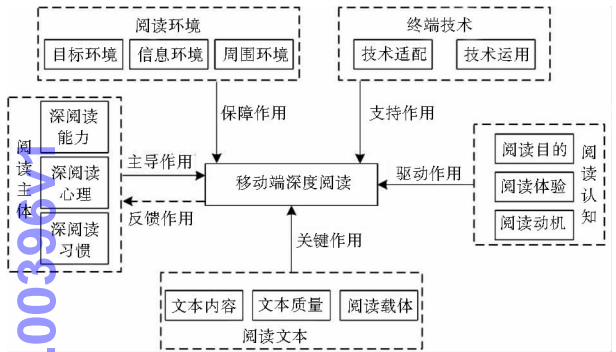 阅读环境
目标环境 信息环境 周围环境
终端技术
技术适配 技术运用
保障作用
支持作用
阅读主体
深阅读能力
深阅读心理
深阅读习惯
主导作用
反馈作用
移动端深度阅读
驱动作用
阅读目的
阅读体验
阅读动机
阅读认知
关键作用
文本内容 文本质量 阅读载体
阅读文本
.00396v1